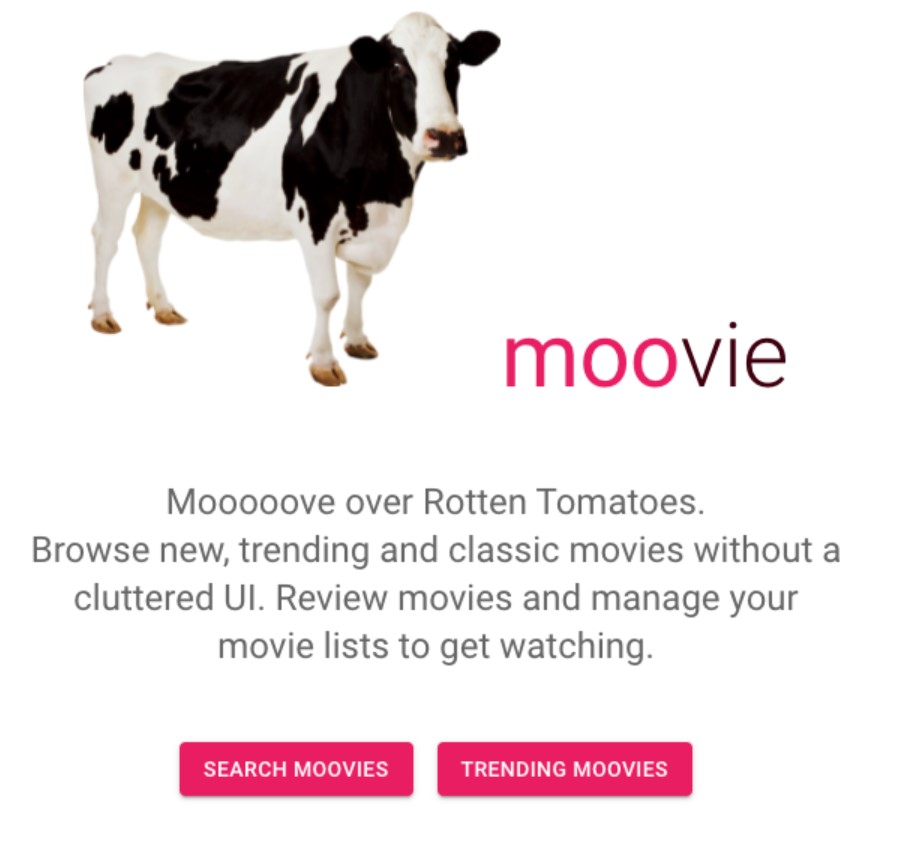 moovie
Mooooove over Rotten Tomatoes.
Browse new, trending and classic movies without a
cluttered UI. Review movies and manage your
movie lists to get watching.
SEARCH MOOVIES
TRENDING MOOVIES